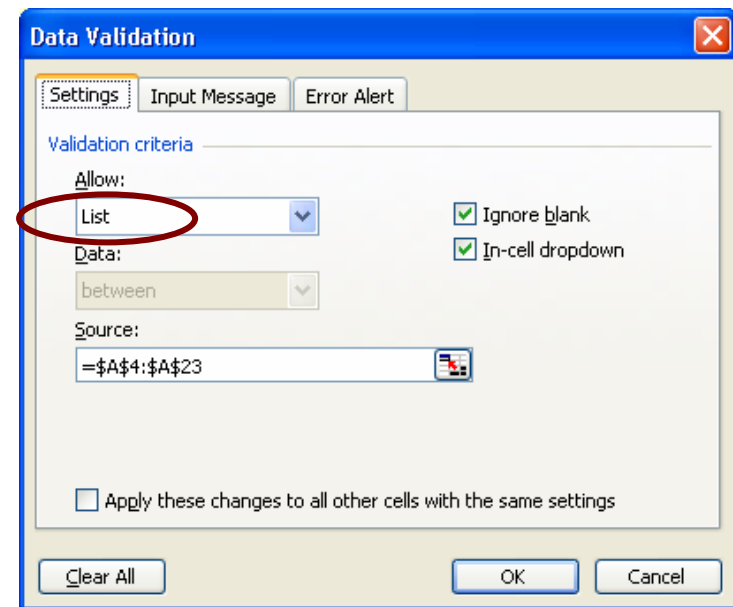 Data Validation
Settings Input Message Error Alert
Validation criteria
Allow:
List
Ignore blank
Data:
In-cell dropdown
between
Source:
=$A$4:$A$23
Apply these changes to all other cells with the same settings
Clear All OK Cancel